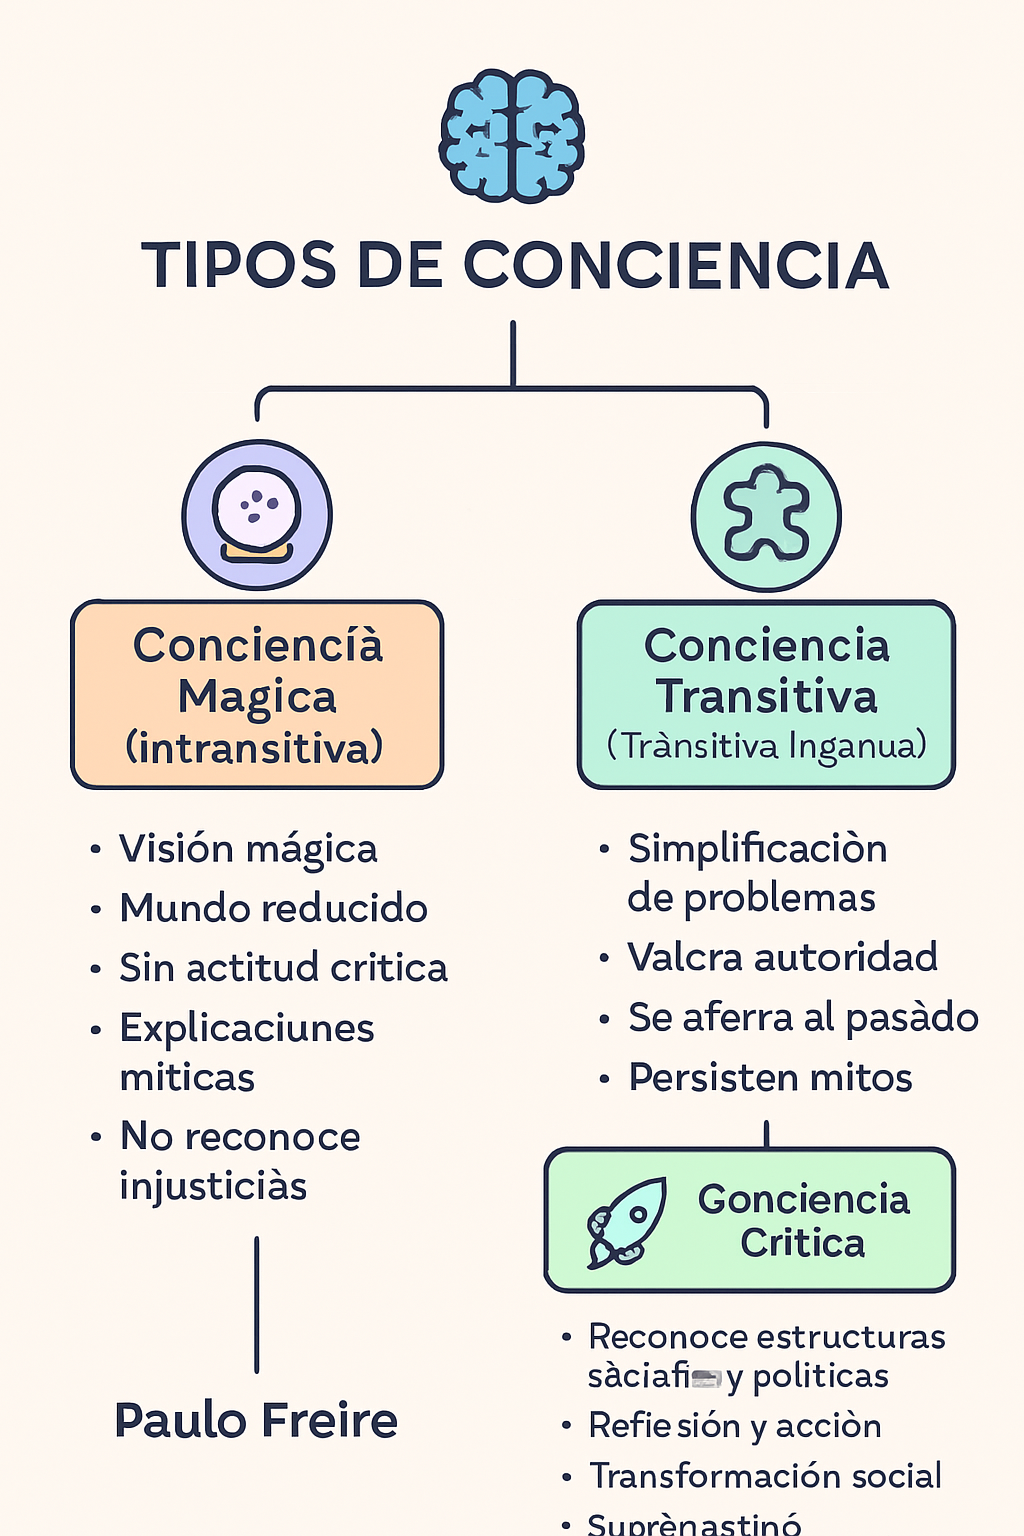 TIPOS DE CONCIENCIA
Conciencíà
Magica
(intransitiva)
• Visión mágica
• Mundo reducido
• Sin actitud critica
• Explicaciunes
miticas
• No reconoce
injusticiàs
Paulo Freire
Conciencia
Transitiva
(Trànsitiva Inganua)
• Simplificaciòn
de problemas
• Valcra autoridad
• Se aferra al pasàdo
• Persisten mitos
Gonciencia
Critica
• Reconoce estructuras
y politicas
• Refie sión y acciòn
• Transformación social
• Suprènastinó